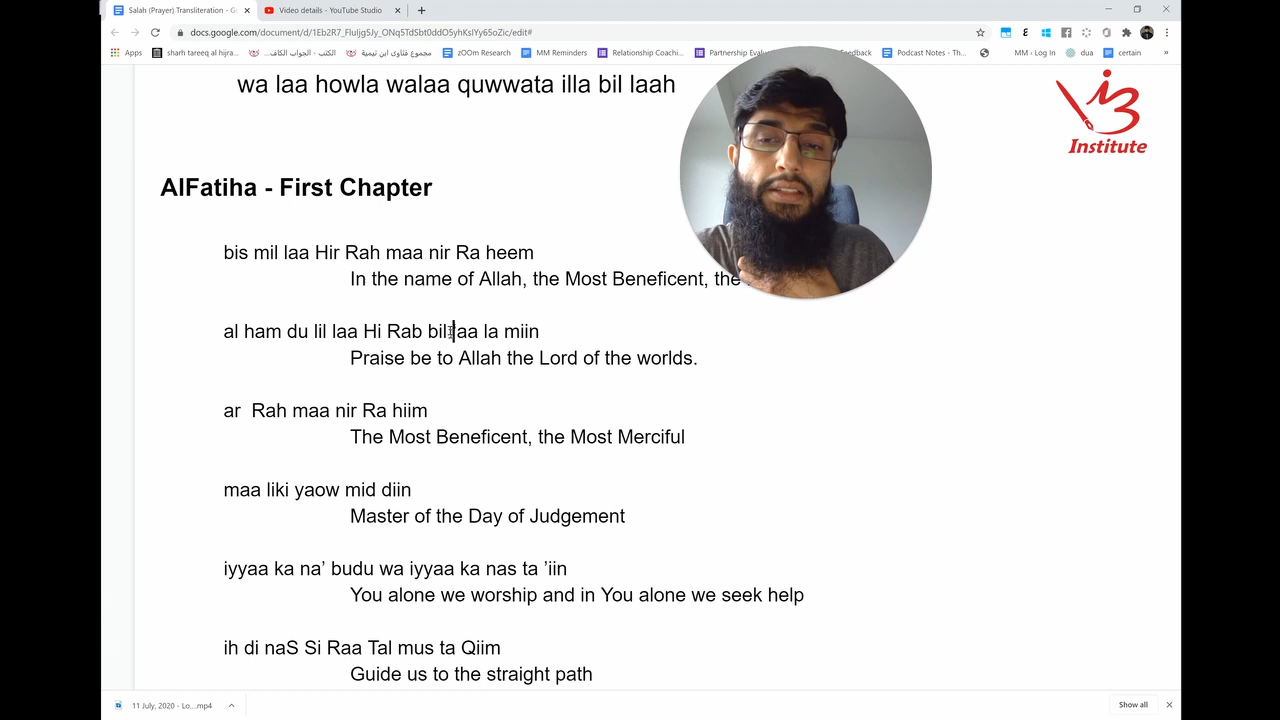 Salah (Prayer) Transliteration - Go
Video details - YouTube Studio
docs.google.com/document/d/1Eb2R7_FluIjg5Jy_ONq5TdSbt0ddO5yhKsIYy65oZic/edit#
Apps sharh tareeq al hijra... الكتب - الجواب الكاف... مجموع فتاوى ابن تيمية zOOm Research MM Reminders Relationship Coachi... Partnership Evalua Podcast Notes - Th... MM ‹ Log In dua certain »
wa laa howla walaa quwwata illa bil laah
i3
Institute
AlFatiha - First Chapter
bis mil laa Hir Rah maa nir Ra heem
In the name of Allah, the Most Beneficent, the
al ham du lil laa Hi Rab bil laa la miin
Praise be to Allah the Lord of the worlds.
ar Rah maa nir Ra hiim
The Most Beneficent, the Most Merciful
maa liki yaow mid diin
Master of the Day of Judgement
iyyaa ka na’ budu wa iyyaa ka nas ta ’iin
You alone we worship and in You alone we seek help
ih di naS Si Raa Tal mus ta Qiim
Guide us to the straight path
11 July, 2020 - Lo....mp4
Show all